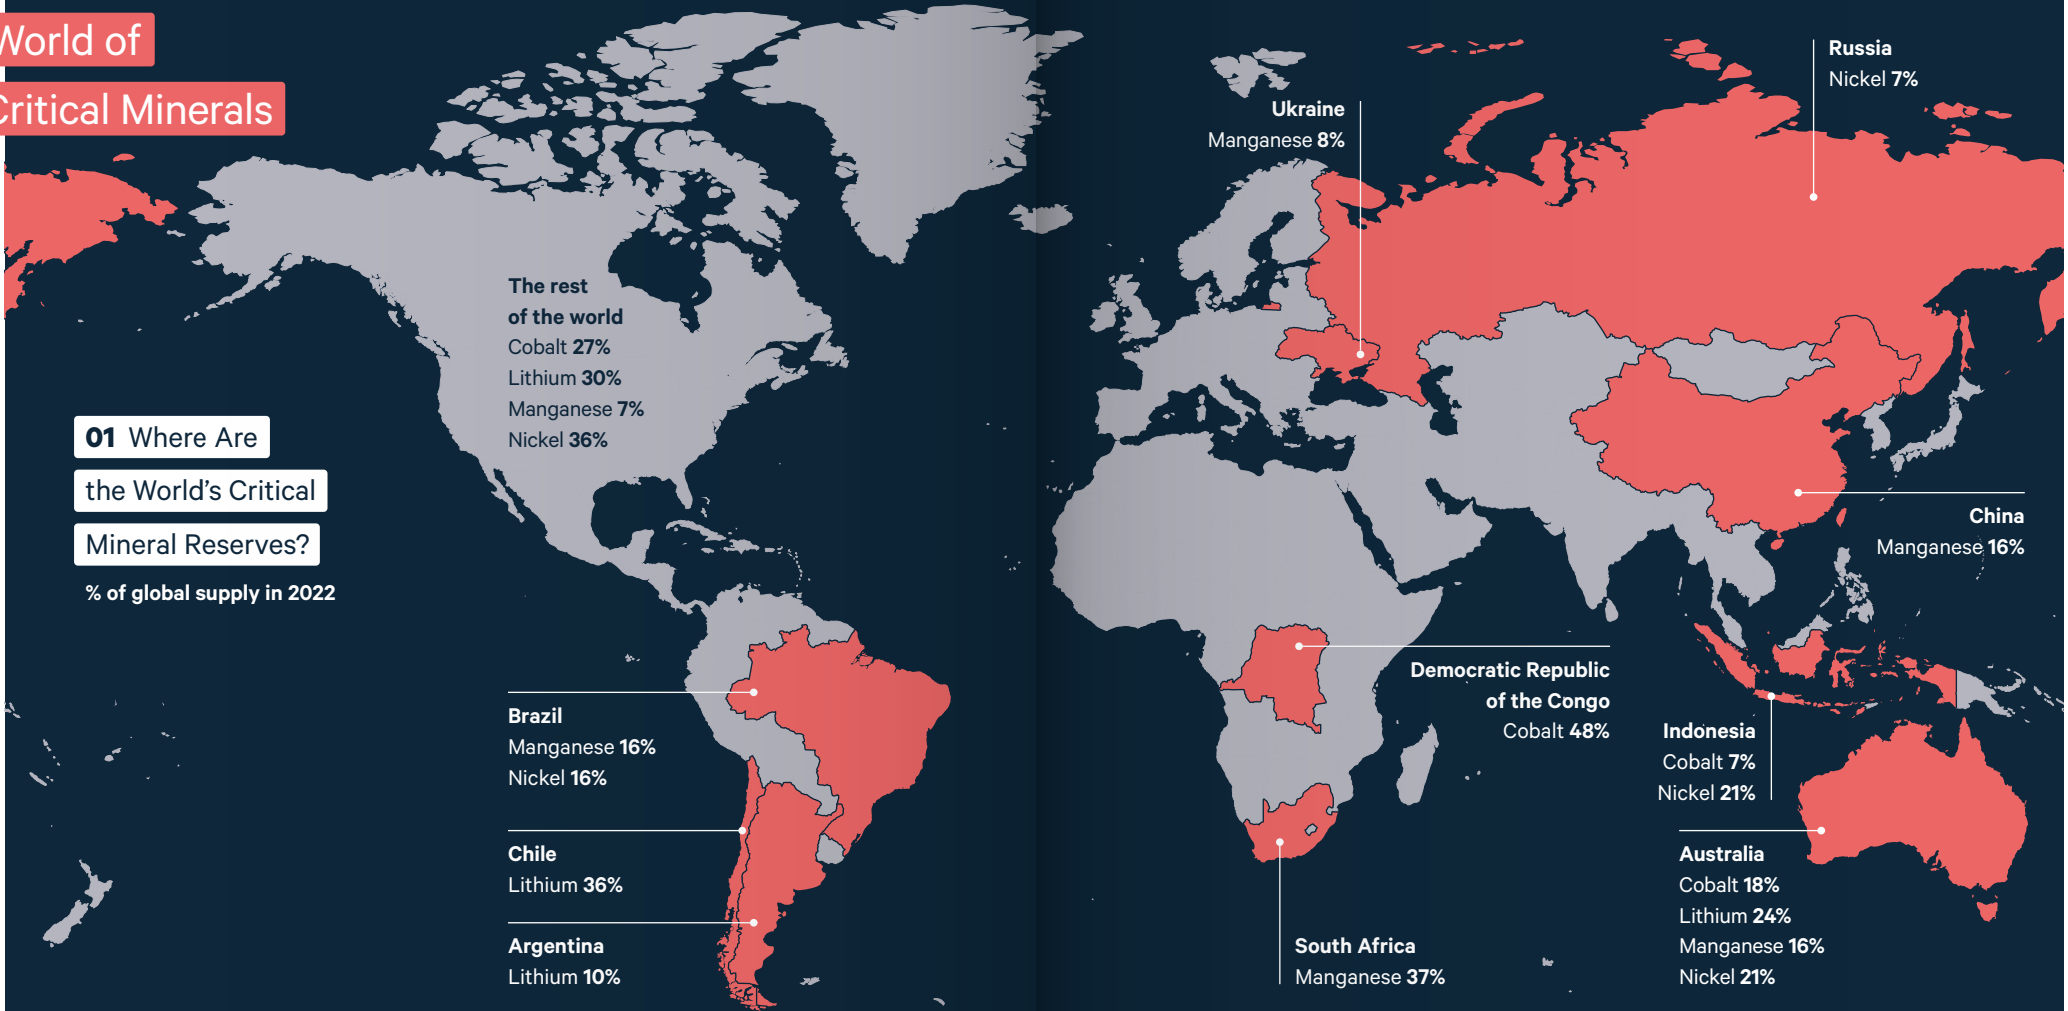 World of
Critical Minerals
01 Where Are
the World's Critical
Mineral Reserves?
% of global supply in 2022
The rest
of the world
Cobalt 27%
Lithium 30%
Manganese 7%
Nickel 36%
Brazil
Manganese 16%
Nickel 16%
Chile
Lithium 36%
Argentina
Lithium 10%
Ukraine
Manganese 8%
Russia
Nickel 7%
China
Manganese 16%
Democratic Republic
of the Congo
Cobalt 48%
Indonesia
Cobalt 7%
Nickel 21%
South Africa
Manganese 37%
Australia
Cobalt 18%
Lithium 24%
Manganese 16%
Nickel 21%